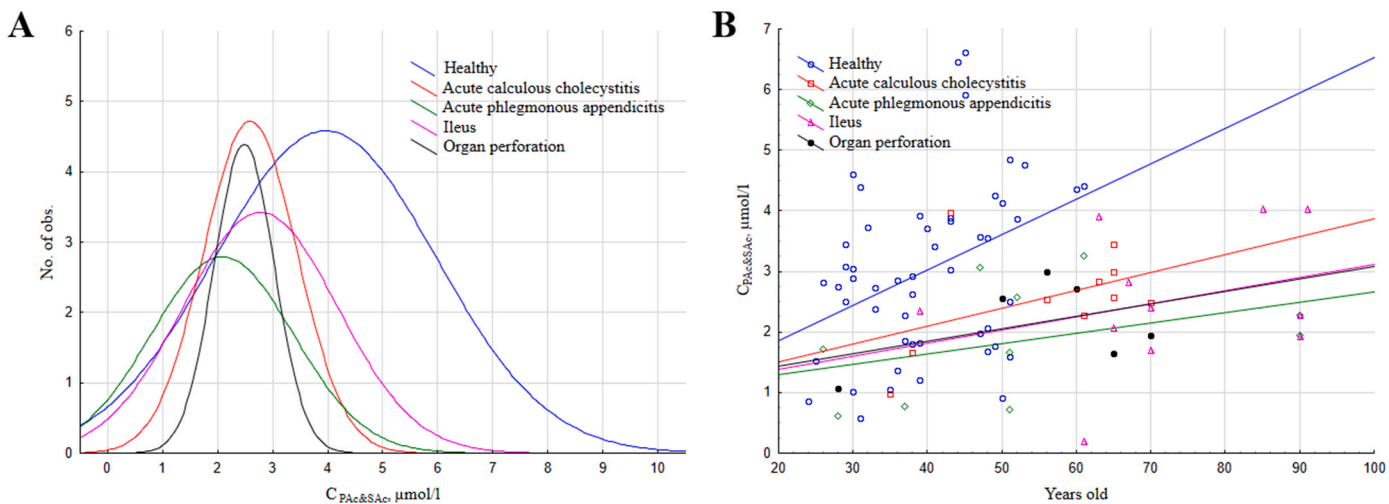 A
6
5
4
3
2
1
0
No. of obs.
0 1 2 3 4 5 6 7 8 9 10
C PAc&SAc, µmol/l
Healthy
Acute calculous cholecystitis
Acute phlegmonous appendicitis
Ileus
Organ perforation
B
7
6
5
4
3
2
1
0
C PAc&SAc, µmol/l
20 30 40 50 60 70 80 90 100
Years old
Healthy
Acute calculous cholecystitis
Acute phlegmonous appendicitis
Ileus
Organ perforation